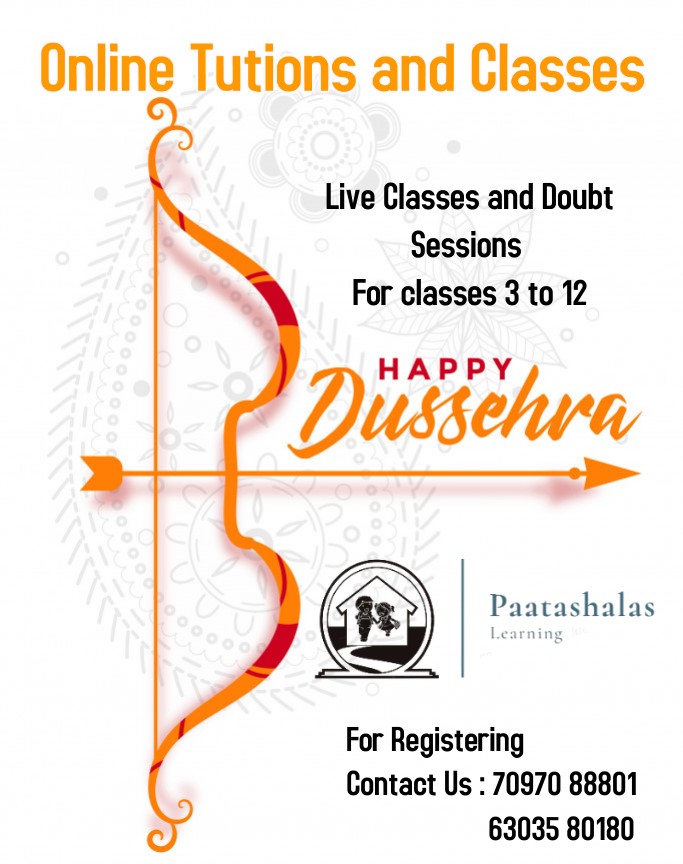 Online Tutions and Classes
Live Classes and Doubt
Sessions
For classes 3 to 12
HAPPY
Dussehra
Paatashalas
Learning
For Registering
Contact Us : 70970 88801
63035 80180